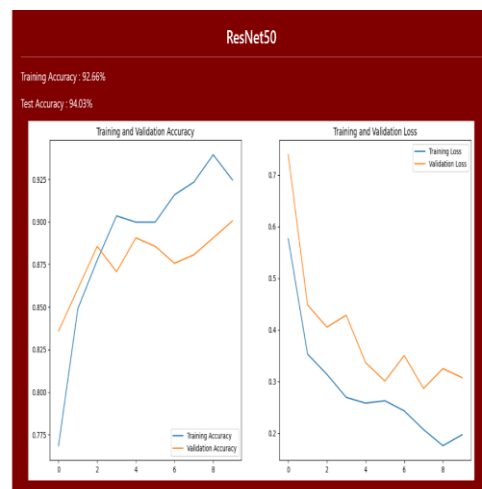 ResNet50
Training Accuracy : 92.66%
Test Accuracy : 94.03%
Training and Validation Accuracy
0.925
0.900
0.875
0.850
0.825
0.800
0.775
0 2 4 6 8
Training Accuracy
Validation Accuracy
Training and Validation Loss
Training Loss
Validation Loss
0.7
0.6
0.5
0.4
0.3
0.2
0 2 4 6 8